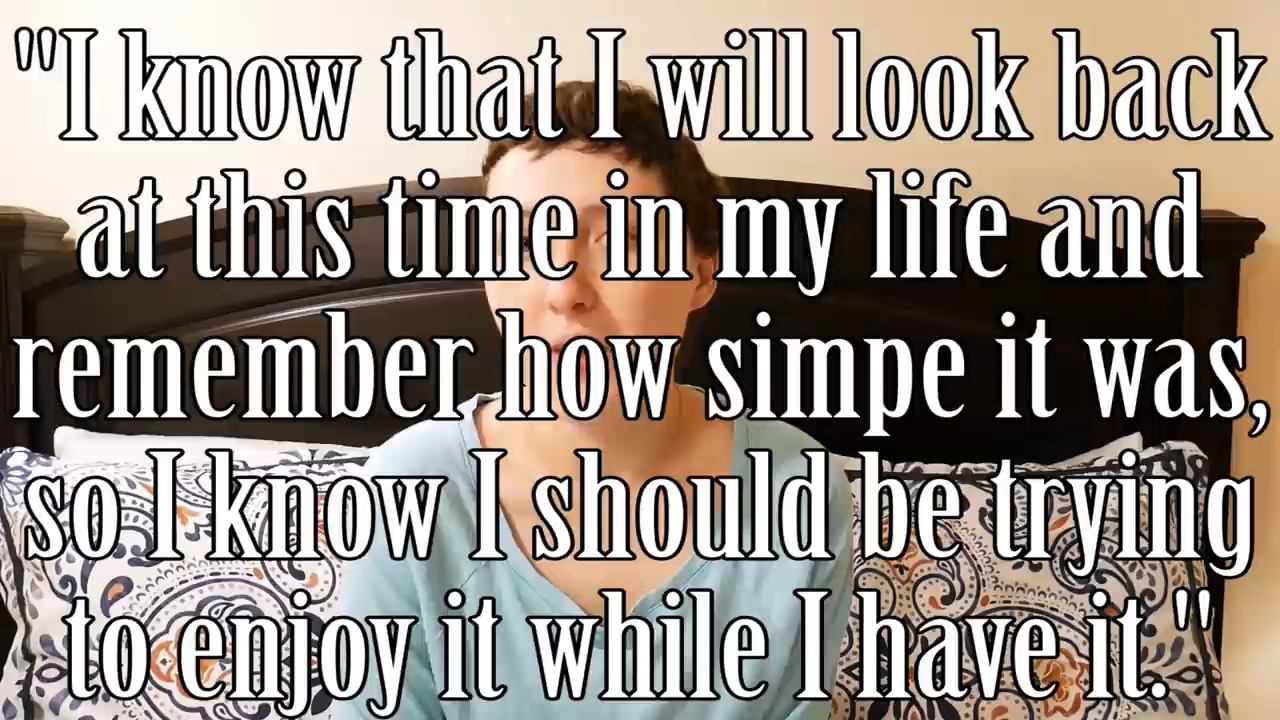 "I know that I will look back
at this time in my life and
remember how simpe it was,
so I know I should be trying
to enjoy it while I have it."